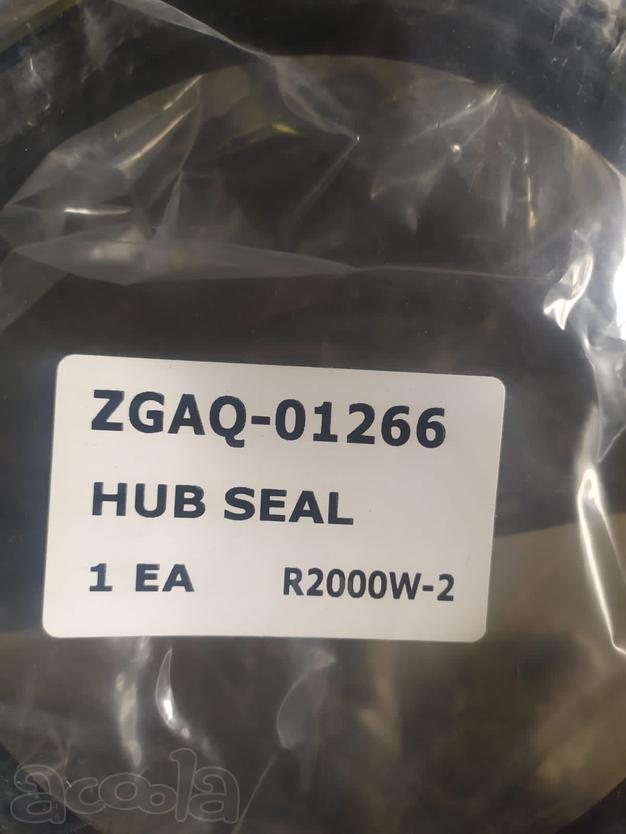 ZGAQ-01266
HUB SEAL
1 EA R2000W-2
acoola